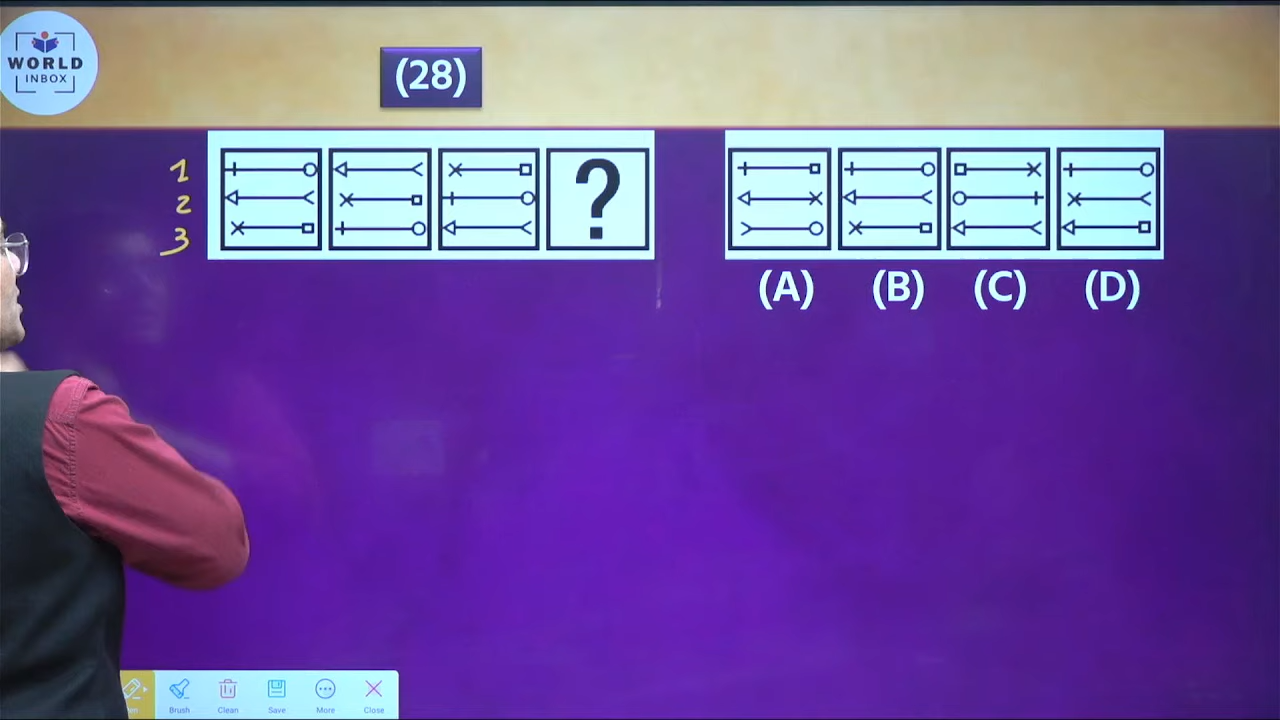 WORLD
INBOX
(28)
1
2
3
?
(A) (B) (C) (D)
Brush Clean Save More Close